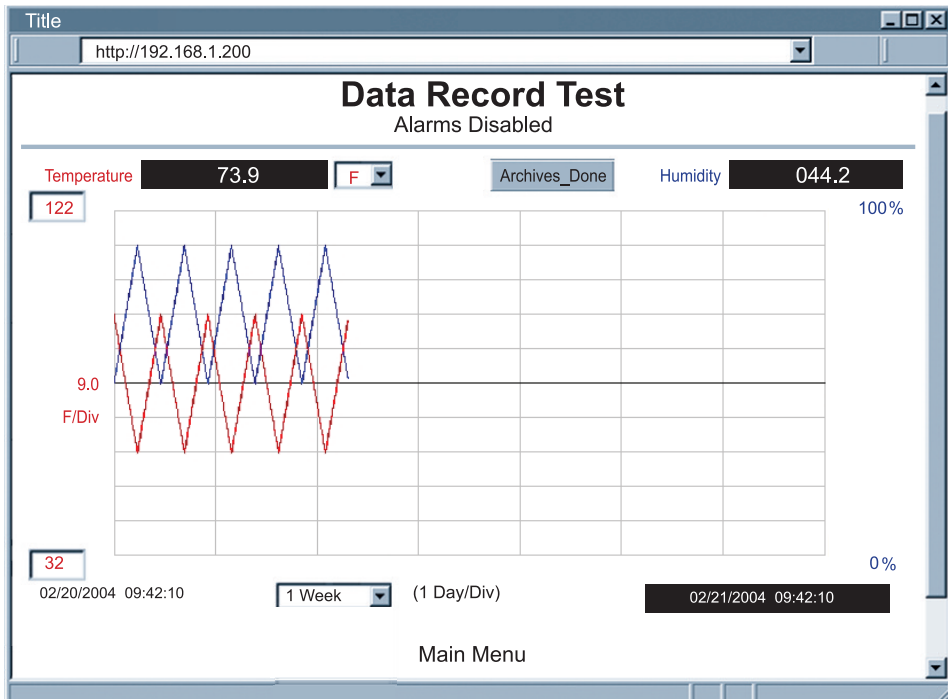 Title
http://192.168.1.200
Data Record Test
Alarms Disabled
Temperature 73.9 F Archives_Done Humidity 044.2
122 100%
9.0
F/Div
32 0%
02/20/2004 09:42:10 1 Week (1 Day/Div) 02/21/2004 09:42:10
Main Menu